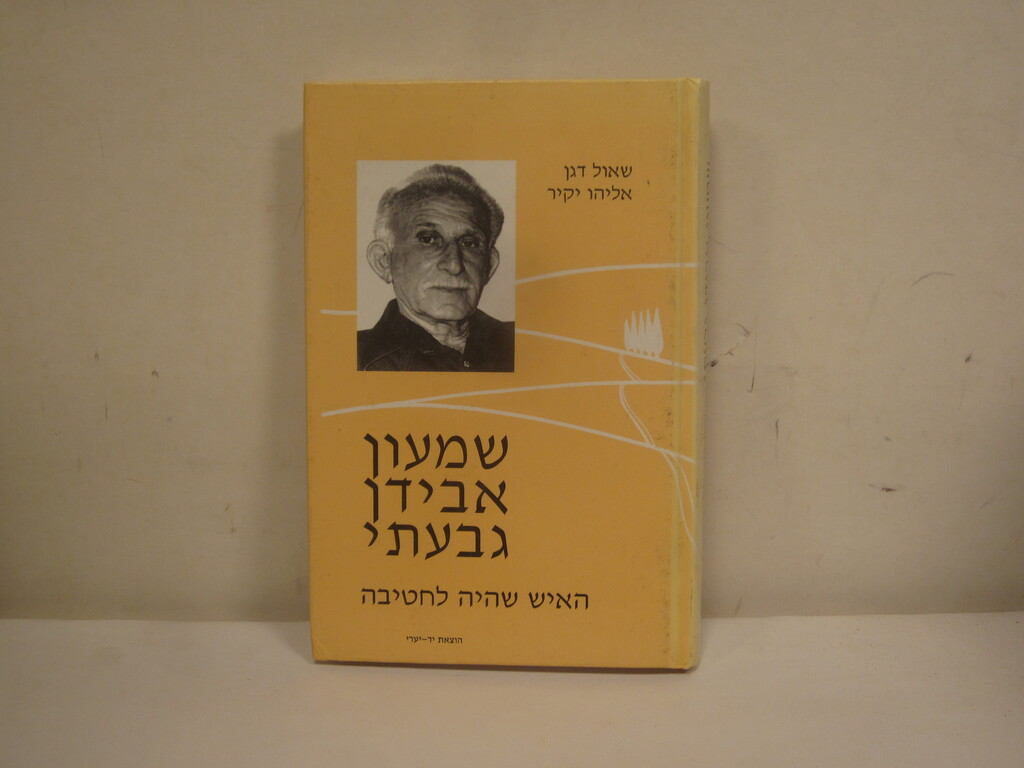 שאול דגן
אליהו יקיר
שמעון
אבידן
גבעתי
האיש שהיה לחטיבה
הוצאת יד-יערי